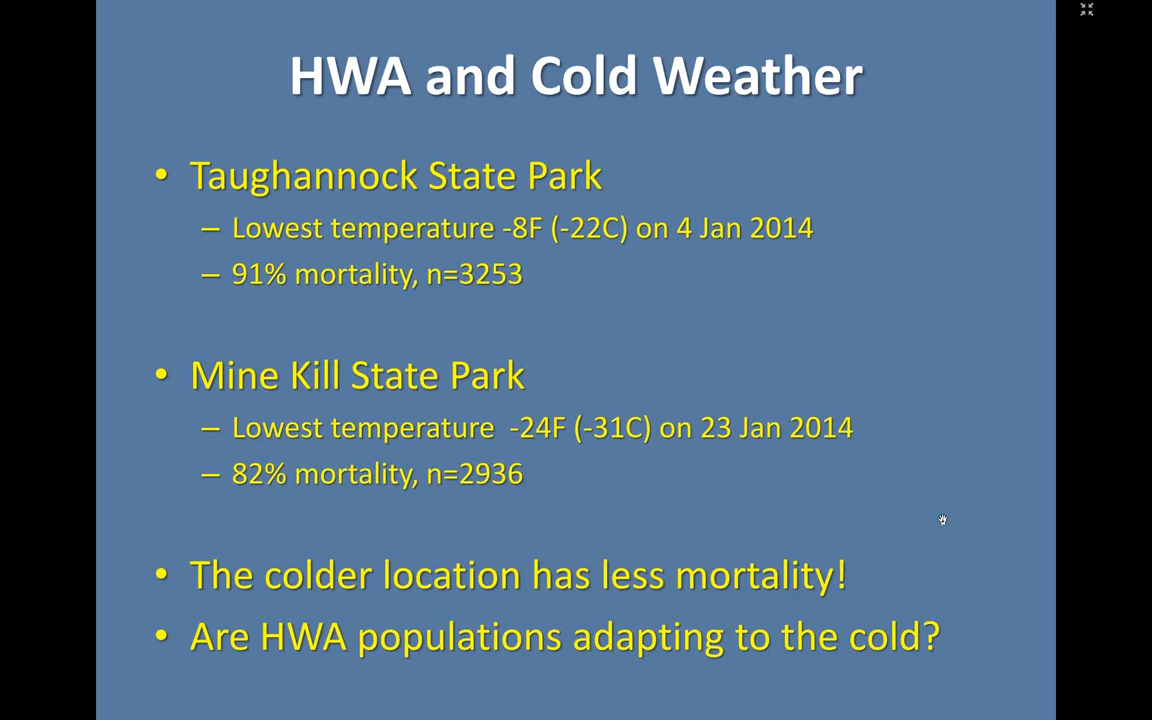 HWA and Cold Weather
• Taughannock State Park
– Lowest temperature -8F (-22C) on 4 Jan 2014
– 91% mortality, n=3253
• Mine Kill State Park
– Lowest temperature  -24F (-31C) on 23 Jan 2014
– 82% mortality, n=2936
• The colder location has less mortality!
• Are HWA populations adapting to the cold?